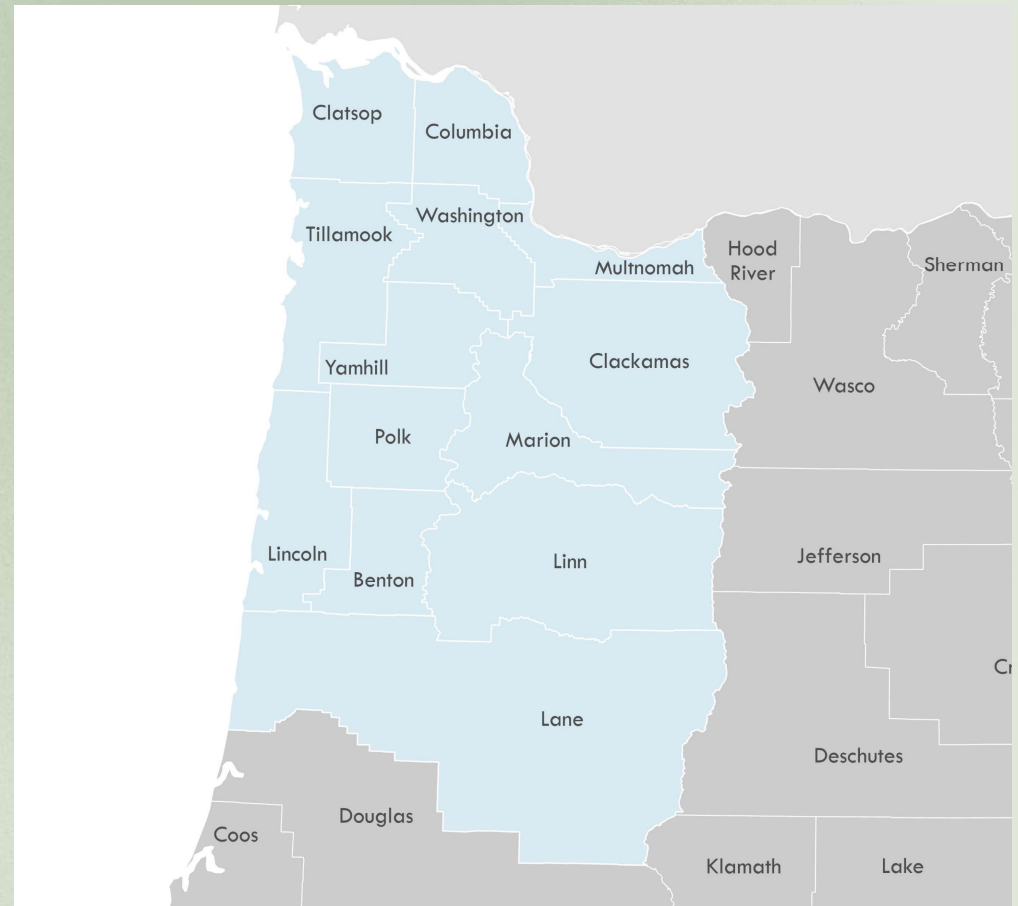 Clatsop
Columbia
Washington
Tillamook
Multnomah
Hood
River
Sherman
Clackamas
Yamhill
Wasco
Polk
Marion
Lincoln
Benton
Linn
Jefferson
Cr
Lane
Deschutes
Douglas
Coos
Klamath
Lake